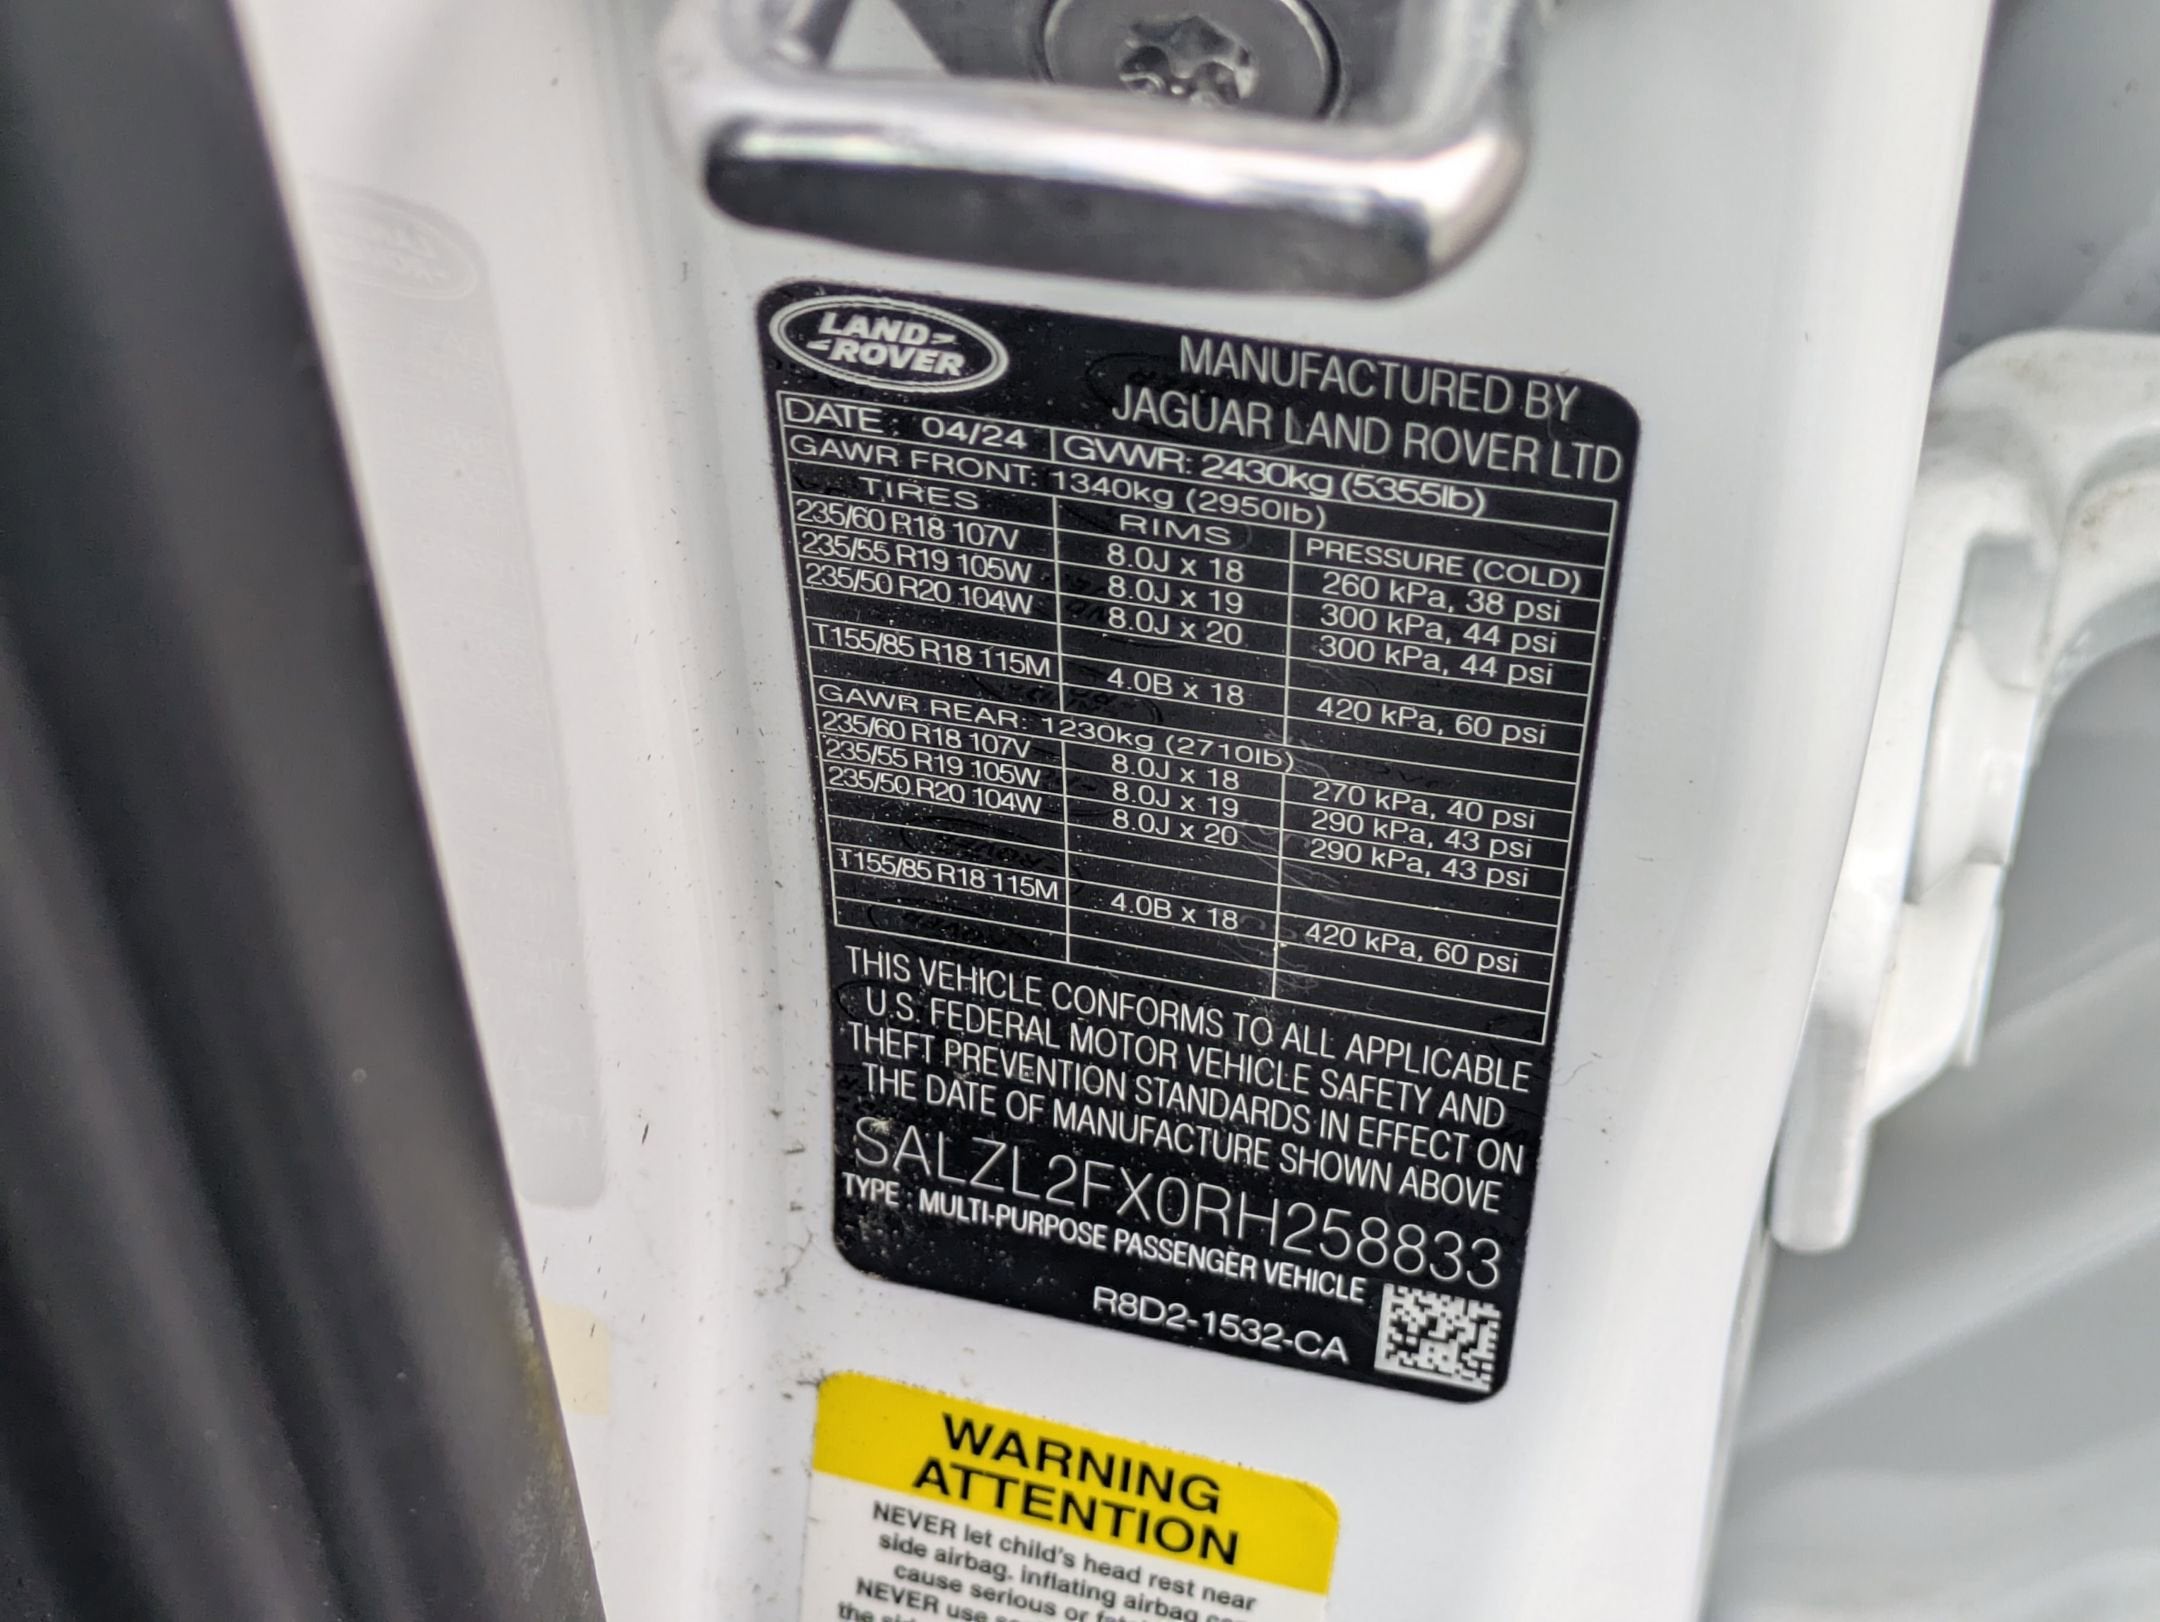 LAND
ROVER
MANUFACTURED BY
JAGUAR LAND ROVER LTD
DATE: 04/24 GVWR: 2430kg (5355lb)
GAWR FRONT: 1340kg (2950lb)
TIRES RIMS PRESSURE (COLD)
235/60 R18 107V 8.0J x 18 260 kPa, 38 psi
235/55 R19 105W 8.0J x 19 300 kPa, 44 psi
235/50 R20 104W 8.0J x 20 300 kPa, 44 psi
T155/85 R18 115M 4.0B x 18 420 kPa, 60 psi
GAWR REAR: 1230kg (2710lb)
235/60 R18 107V 8.0J x 18 270 kPa, 40 psi
235/55 R19 105W 8.0J x 19 290 kPa, 43 psi
235/50 R20 104W 8.0J x 20 290 kPa, 43 psi
T155/85 R18 115M 4.0B x 18 420 kPa, 60 psi
THIS VEHICLE CONFORMS TO ALL APPLICABLE
U.S. FEDERAL MOTOR VEHICLE SAFETY AND
THEFT PREVENTION STANDARDS IN EFFECT ON
THE DATE OF MANUFACTURE SHOWN ABOVE
SALZL2FX0RH258833
TYPE : MULTI-PURPOSE PASSENGER VEHICLE
R8D2-1532-CA
WARNING
ATTENTION
NEVER let child's head rest near
side airbag, inflating airbag
cause serious or
NEVER use
the